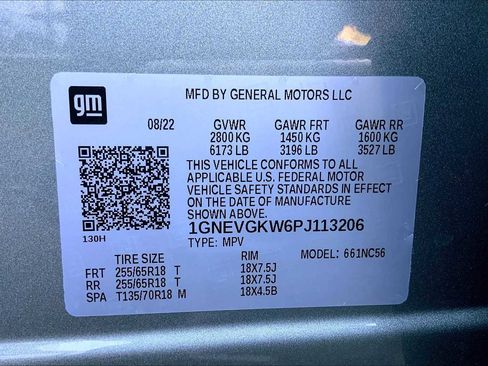 gm
MFD BY GENERAL MOTORS LLC
08/22 GVWR GAWR FRT GAWR RR
2800 KG 1450 KG 1600 KG
6173 LB 3196 LB 3527 LB
THIS VEHICLE CONFORMS TO ALL
APPLICABLE U.S. FEDERAL MOTOR
VEHICLE SAFETY STANDARDS IN EFFECT
ON THE DATE OF MANUFACTURE
SHOWN ABOVE.
130H
1GNEVGKW6PJ113206
TYPE: MPV
TIRE SIZE RIM MODEL: 661NC56
FRT 255/65R18 T 18X7.5J
RR 255/65R18 T 18X7.5J
SPA T135/70R18 M 18X4.5B